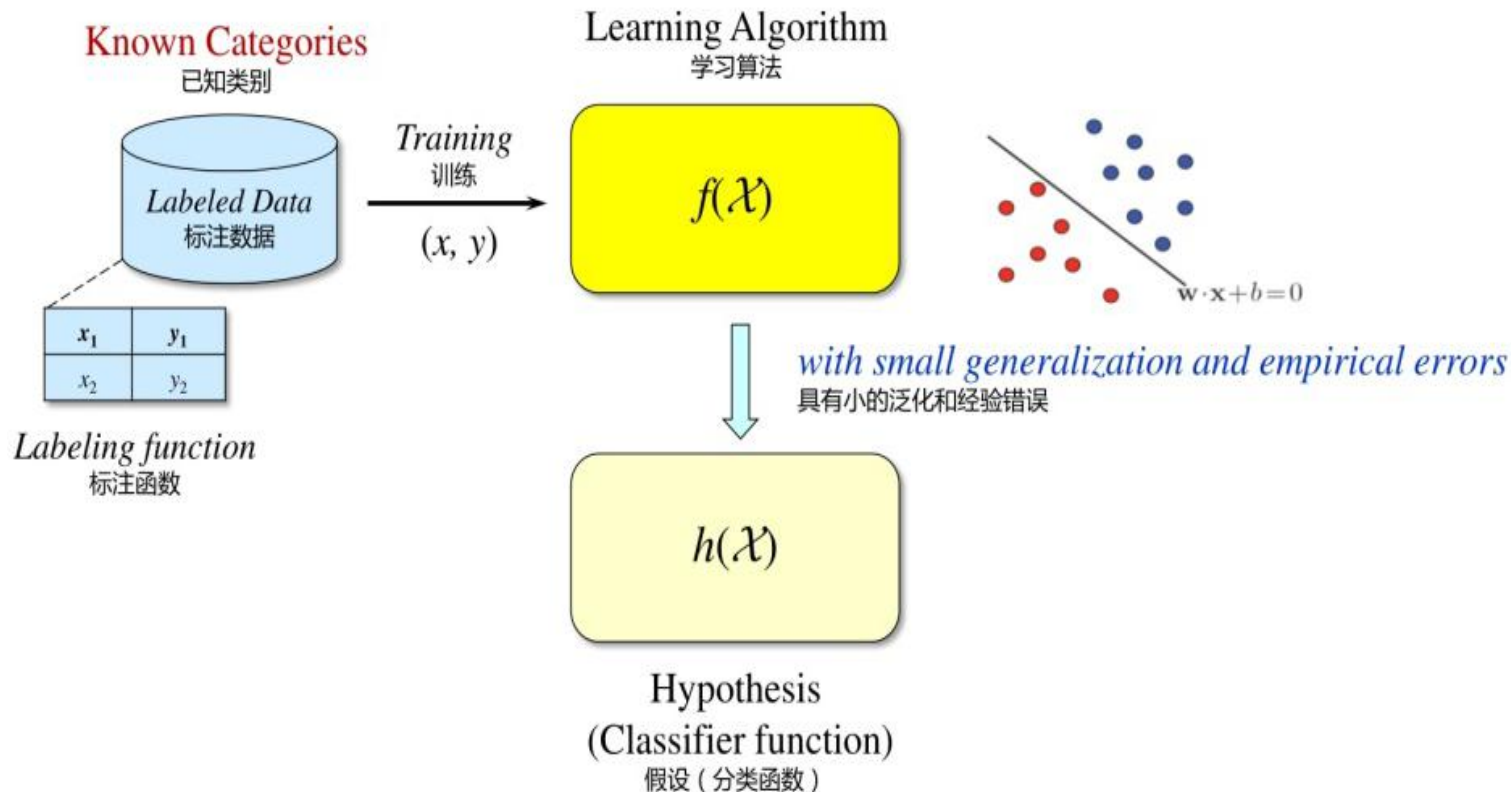 Known Categories
已知类别
Labeled Data
标注数据
x₁ y₁
x₂ y₂
Labeling function
标注函数
Training
训练
(x, y)
Learning Algorithm
学习算法
f(𝒳)
w·x+b=0
with small generalization and empirical errors
具有小的泛化和经验错误
h(𝒳)
Hypothesis
(Classifier function)
假设（分类函数）